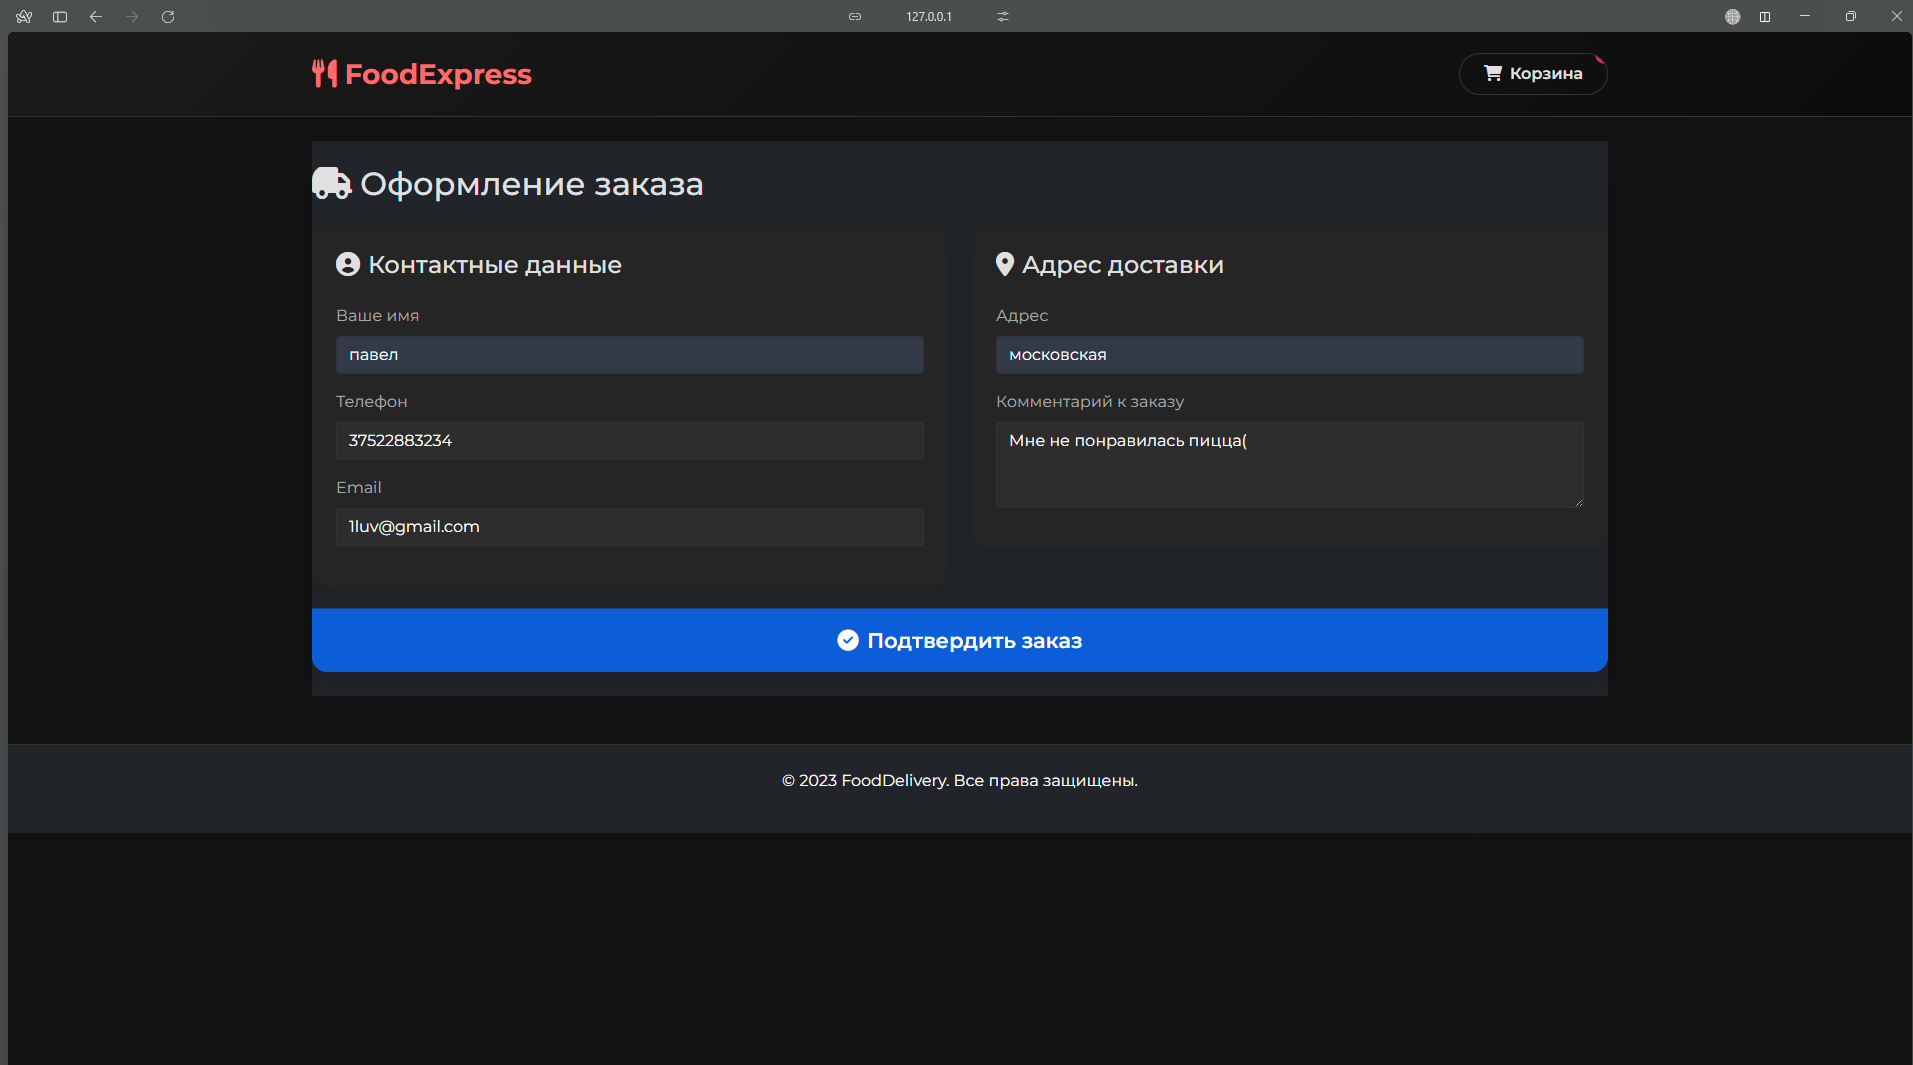 127.0.0.1
FoodExpress
Корзина
Оформление заказа
Контактные данные
Ваше имя
павел
Телефон
37522883234
Email
1luv@gmail.com
Адрес доставки
Адрес
московская
Комментарий к заказу
Мне не понравилась пицца(
Подтвердить заказ
© 2023 FoodDelivery. Все права защищены.